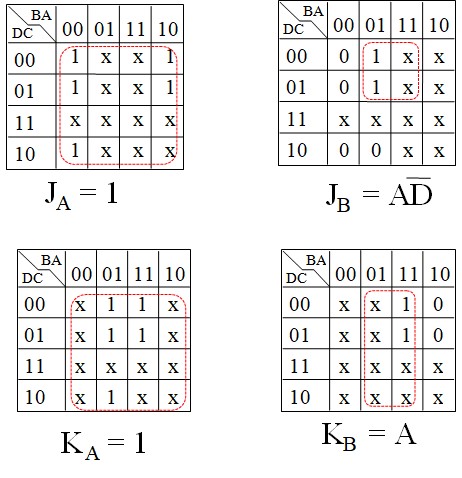 BA
DC 00 01 11 10
00 1 x x 1
01 1 x x 1
11 x x x x
10 1 x x x
J_A = 1
BA
DC 00 01 11 10
00 0 1 x x
01 0 1 x x
11 x x x x
10 0 0 x x
J_B = AD̅
BA
DC 00 01 11 10
00 x 1 1 x
01 x 1 1 x
11 x x x x
10 x 1 x x
K_A = 1
BA
DC 00 01 11 10
00 x x 1 0
01 x x 1 0
11 x x x x
10 x x x x
K_B = A